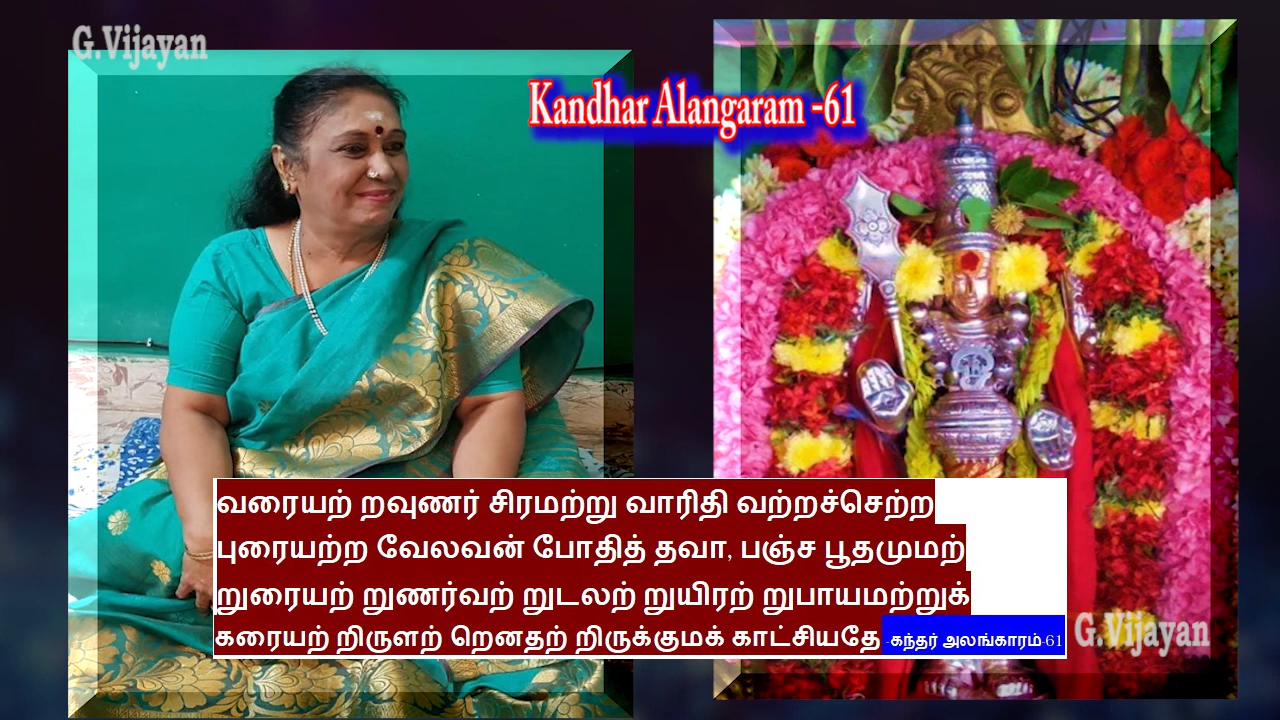 G.Vijayan
Kandhar Alangaram -61
வரையற் றவுணர் சிரமற்று வாரிதி வற்றச்செற்ற
புரையற்ற வேலவன் போதித் தவா, பஞ்ச பூதமுமற்
றுரையற் றுணர்வற் றுடலற் றுயிரற் றுபாயமற்றுக்
கரையற் றிருளற் றெனதற் றிருக்குமக் காட்சியதே -கந்தர் அலங்காரம்-61
G.Vijayan